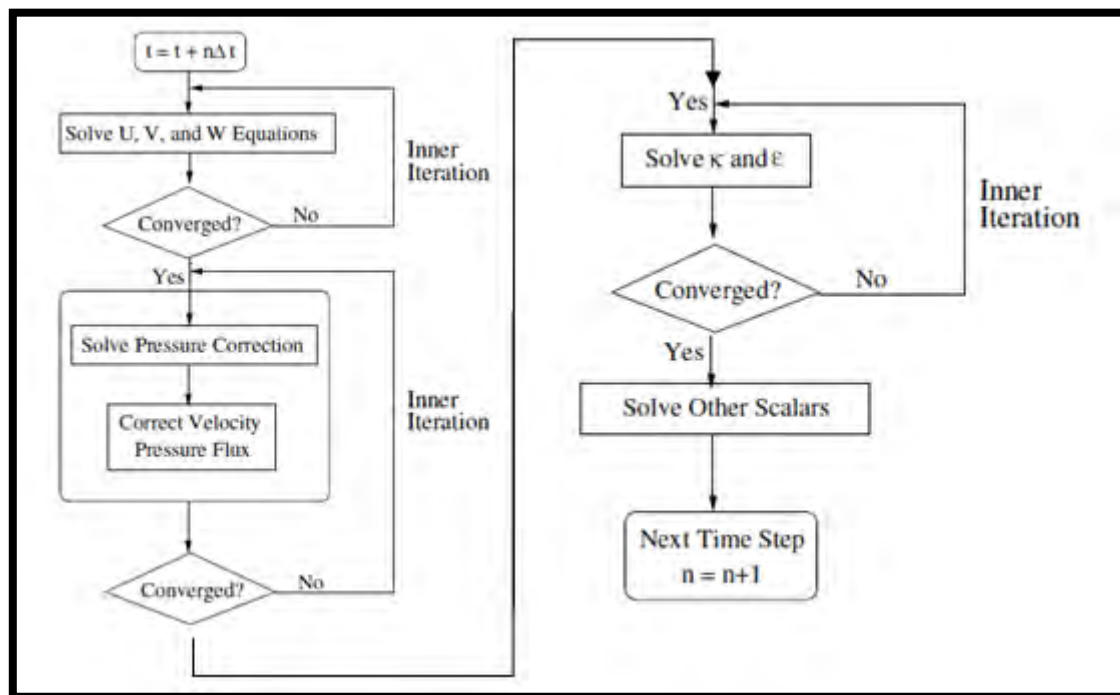 t = t + nΔ t
Solve U, V, and W Equations
Inner
Iteration
Converged?
No
Yes
Solve Pressure Correction
Correct Velocity
Pressure Flux
Inner
Iteration
Converged?
No
Yes
Solve κ and ε
Inner
Iteration
Converged?
No
Yes
Solve Other Scalars
Next Time Step
n = n+1